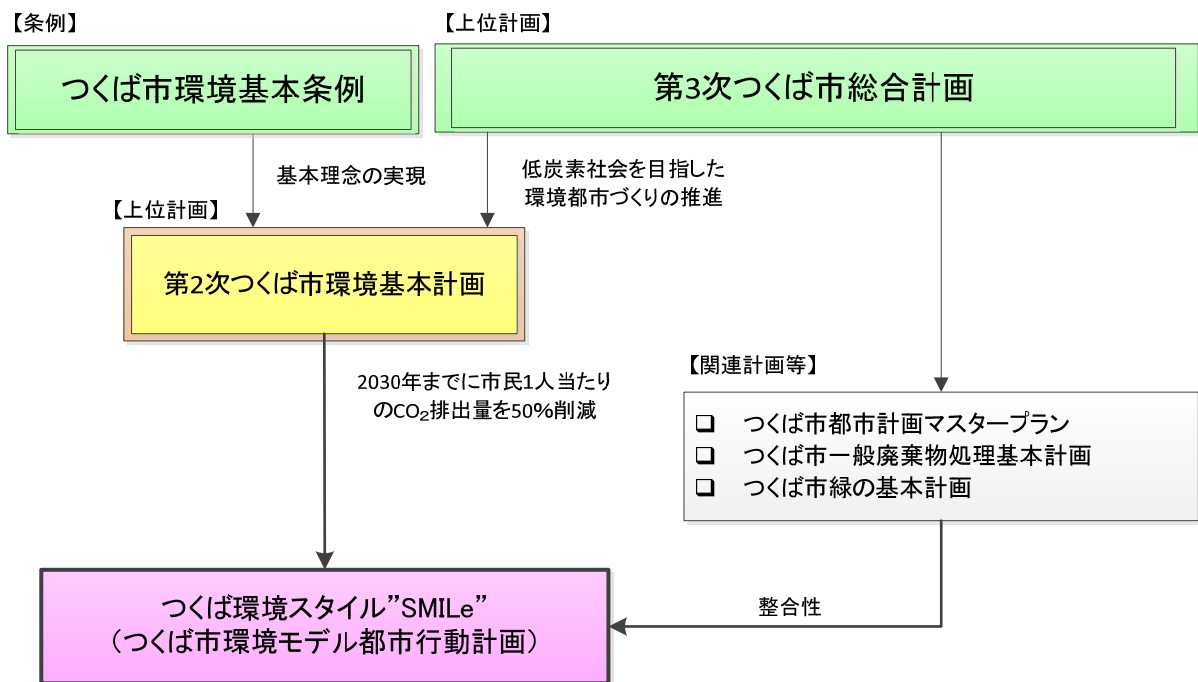 【条例】
【上位計画】
つくば市環境基本条例
第3次つくば市総合計画
基本理念の実現
低炭素社会を目指した
環境都市づくりの推進
【上位計画】
第2次つくば市環境基本計画
2030年までに市民1人当たり
のCO₂排出量を50%削減
【関連計画等】
❑ つくば市都市計画マスタープラン
❑ つくば市一般廃棄物処理基本計画
❑ つくば市緑の基本計画
つくば環境スタイル”SMILe”
（つくば市環境モデル都市行動計画）
整合性